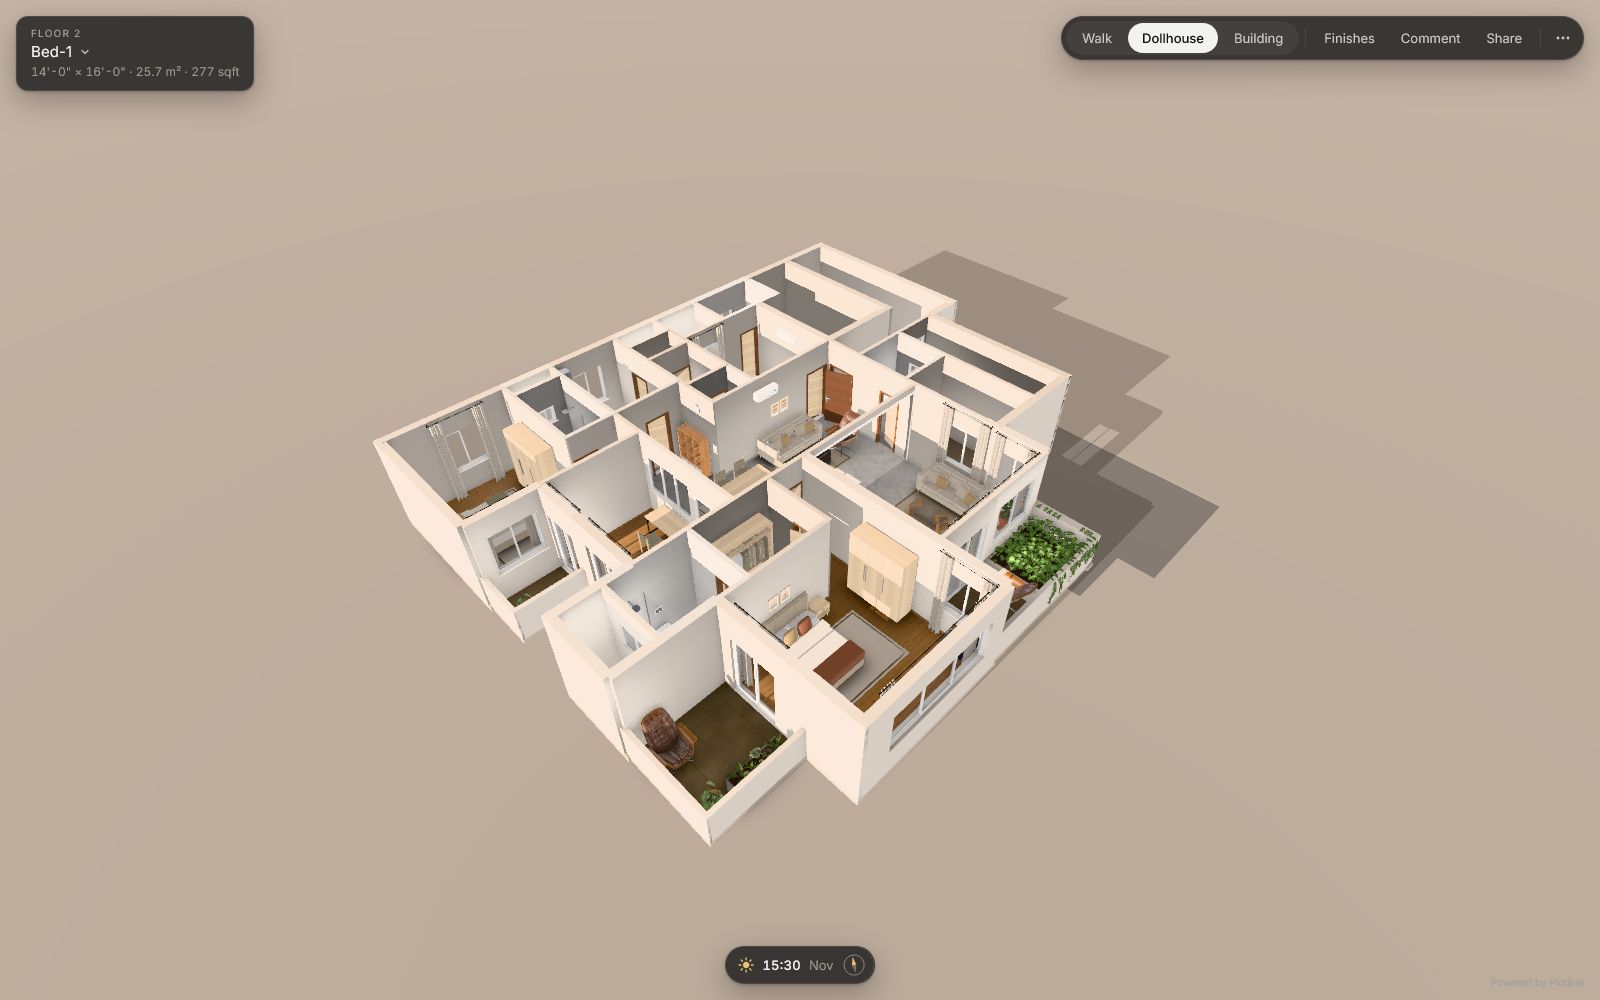 FLOOR 2
Bed-1
14'-0" × 16'-0" · 25.7 m² · 277 sqft
Walk
Dollhouse
Building
Finishes
Comment
Share
15:30 Nov
Powered by Plotline